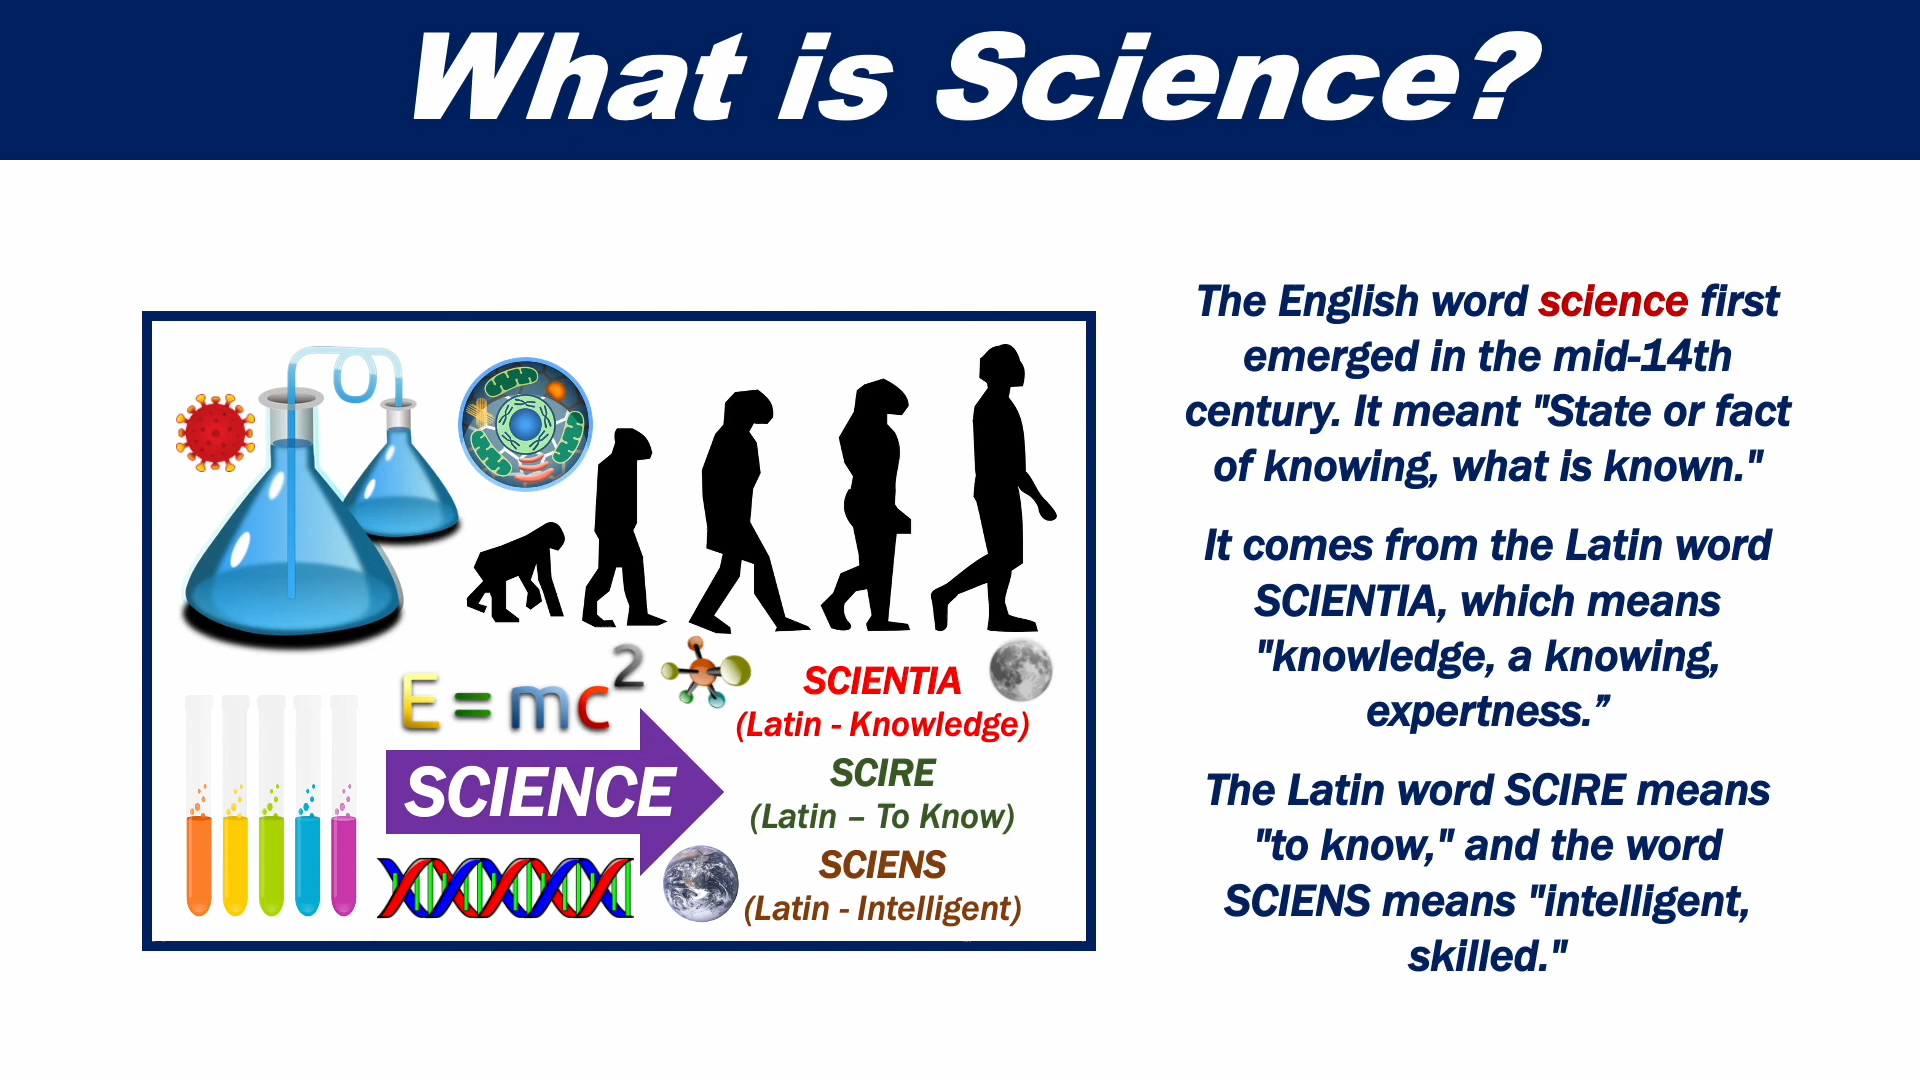 What is Science?
E=mc²
SCIENCE
SCIENTIA
(Latin - Knowledge)
SCIRE
(Latin – To Know)
SCIENS
(Latin - Intelligent)
The English word science first
emerged in the mid-14th
century. It meant "State or fact
of knowing, what is known."
It comes from the Latin word
SCIENTIA, which means
"knowledge, a knowing,
expertness.”
The Latin word SCIRE means
"to know," and the word
SCIENS means "intelligent,
skilled."